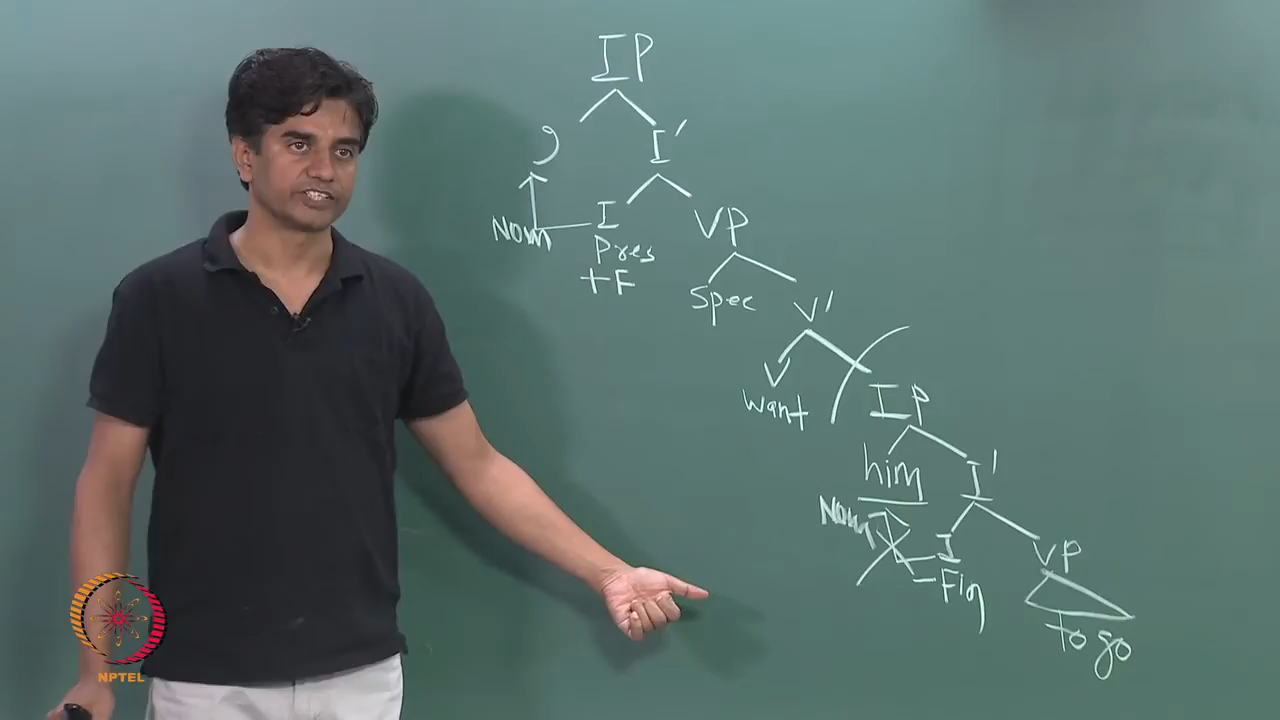 IP
I'
Nom I VP
Pres
+F
Spec V'
V
want IP
him I'
Nom I VP
-Fin
to go
NPTEL